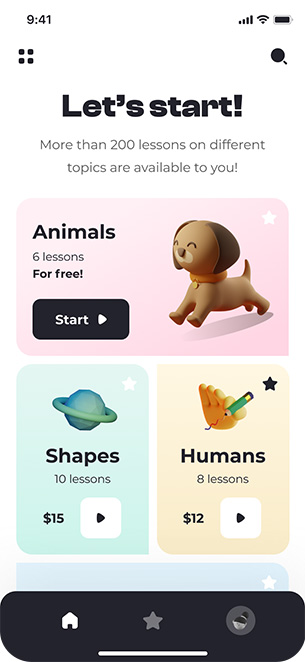 9:41
Let's start!
More than 200 lessons on different
topics are available to you!
Animals
6 lessons
For free!
Start
Shapes
10 lessons
$15
Humans
8 lessons
$12